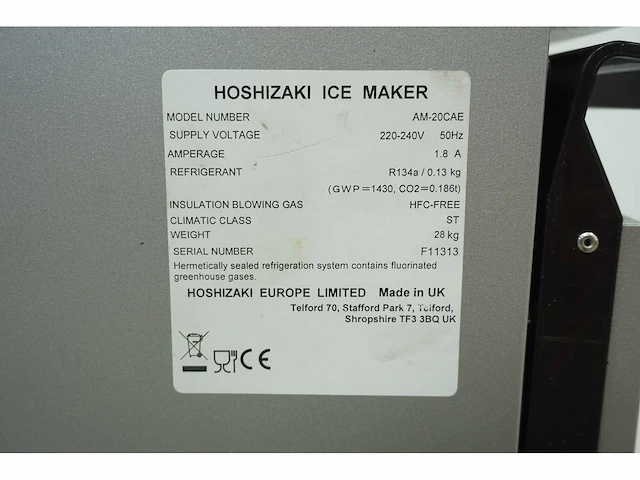 HOSHIZAKI ICE MAKER
MODEL NUMBER AM-20CAE
SUPPLY VOLTAGE 220-240V 50Hz
AMPERAGE 1.8 A
REFRIGERANT R134a / 0.13 kg
(GWP=1430, CO2=0.186t)
INSULATION BLOWING GAS HFC-FREE
CLIMATIC CLASS ST
WEIGHT 28 kg
SERIAL NUMBER F11313
Hermetically sealed refrigeration system contains fluorinated
greenhouse gases.
HOSHIZAKI EUROPE LIMITED Made in UK
Telford 70, Stafford Park 7, Telford,
Shropshire TF3 3BQ UK
CE